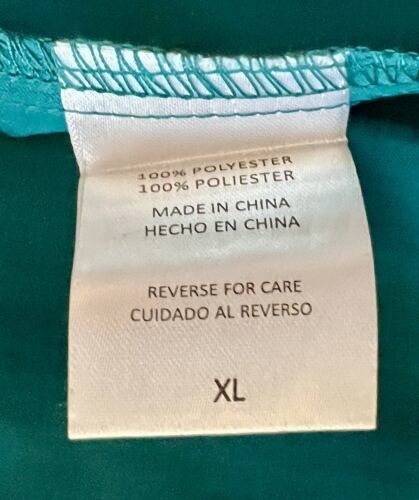 100% POLYESTER
100% POLIESTER
MADE IN CHINA
HECHO EN CHINA
REVERSE FOR CARE
CUIDADO AL REVERSO
XL